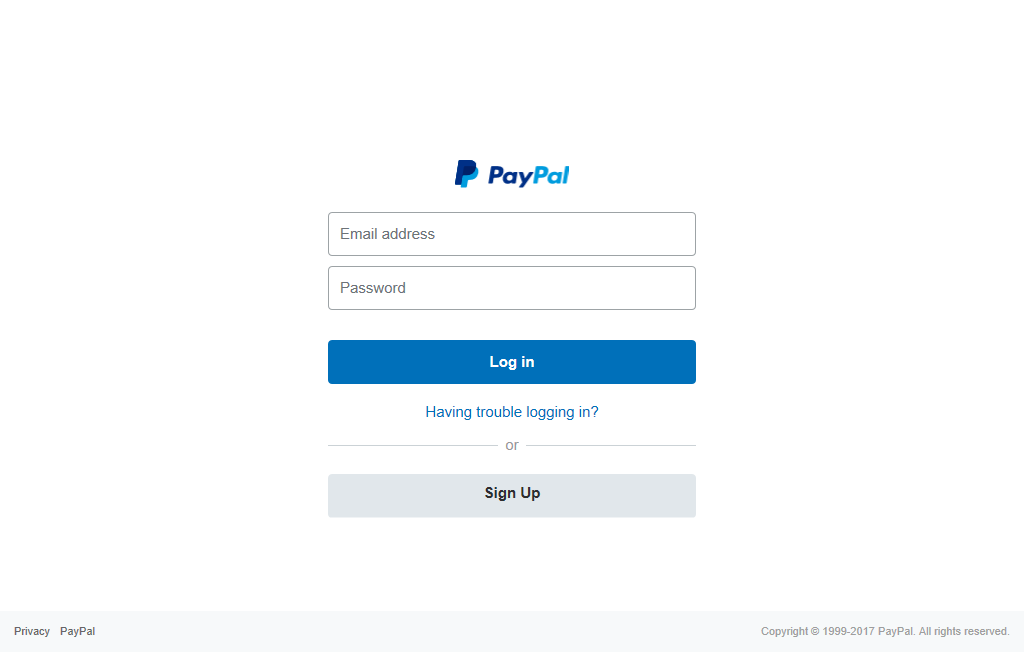 PayPal
Email address
Password
Log in
Having trouble logging in?
or
Sign Up
Privacy PayPal
Copyright © 1999-2017 PayPal. All rights reserved.